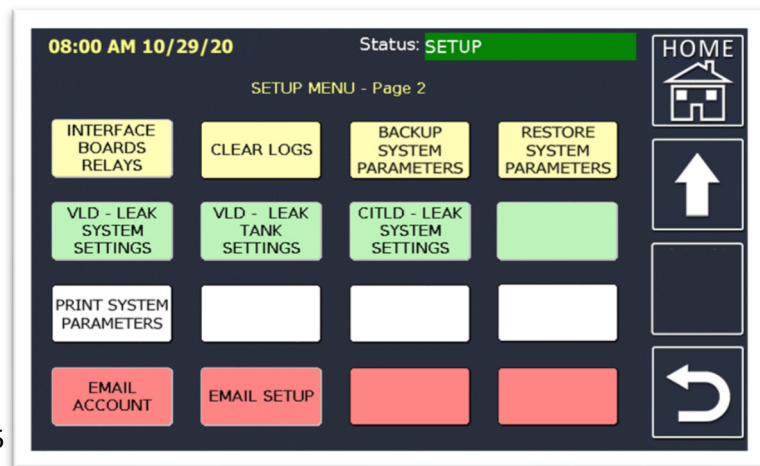 08:00 AM 10/29/20
Status: SETUP
HOME
SETUP MENU - Page 2
INTERFACE
BOARDS
RELAYS
CLEAR LOGS
BACKUP
SYSTEM
PARAMETERS
RESTORE
SYSTEM
PARAMETERS
VLD - LEAK
SYSTEM
SETTINGS
VLD - LEAK
TANK
SETTINGS
CITLD - LEAK
SYSTEM
SETTINGS
PRINT SYSTEM
PARAMETERS
EMAIL
ACCOUNT
EMAIL SETUP